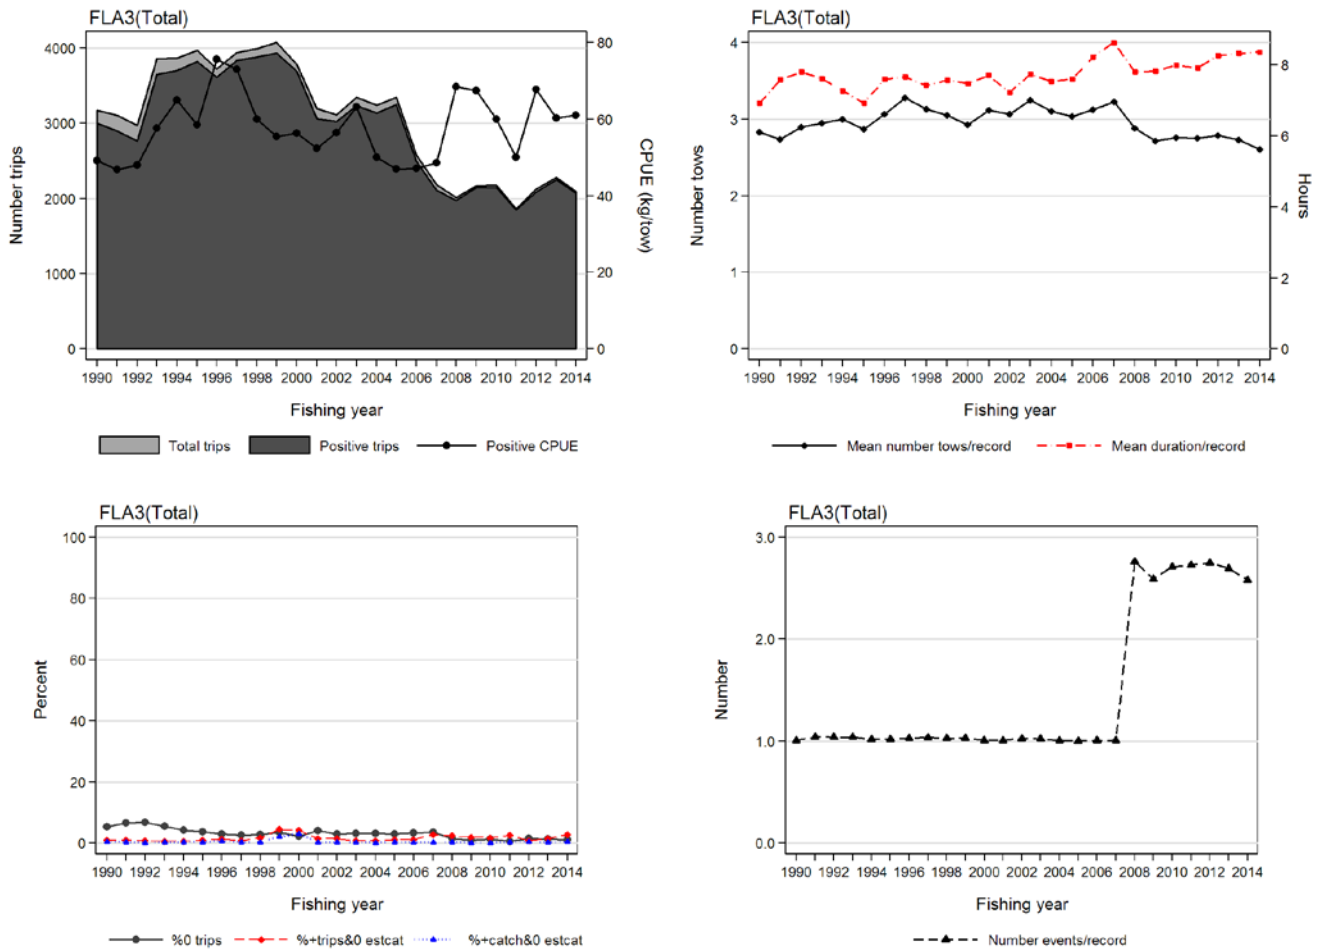 FLA3(Total)
4000
3000
2000
1000
0
Number trips
80
60
40
20
0
CPUE (kg/tow)
1990 1992 1994 1996 1998 2000 2002 2004 2006 2008 2010 2012 2014
Fishing year
Total trips Positive trips Positive CPUE
FLA3(Total)
4
3
2
1
0
Number tows
8
6
4
2
0
Hours
1990 1992 1994 1996 1998 2000 2002 2004 2006 2008 2010 2012 2014
Fishing year
Mean number tows/record Mean duration/record
FLA3(Total)
100
80
60
40
20
0
Percent
1990 1992 1994 1996 1998 2000 2002 2004 2006 2008 2010 2012 2014
Fishing year
%0 trips %+trips&0 estcat %+catch&0 estcat
FLA3(Total)
3.0
2.0
1.0
0.0
Number
1990 1992 1994 1996 1998 2000 2002 2004 2006 2008 2010 2012 2014
Fishing year
Number events/record